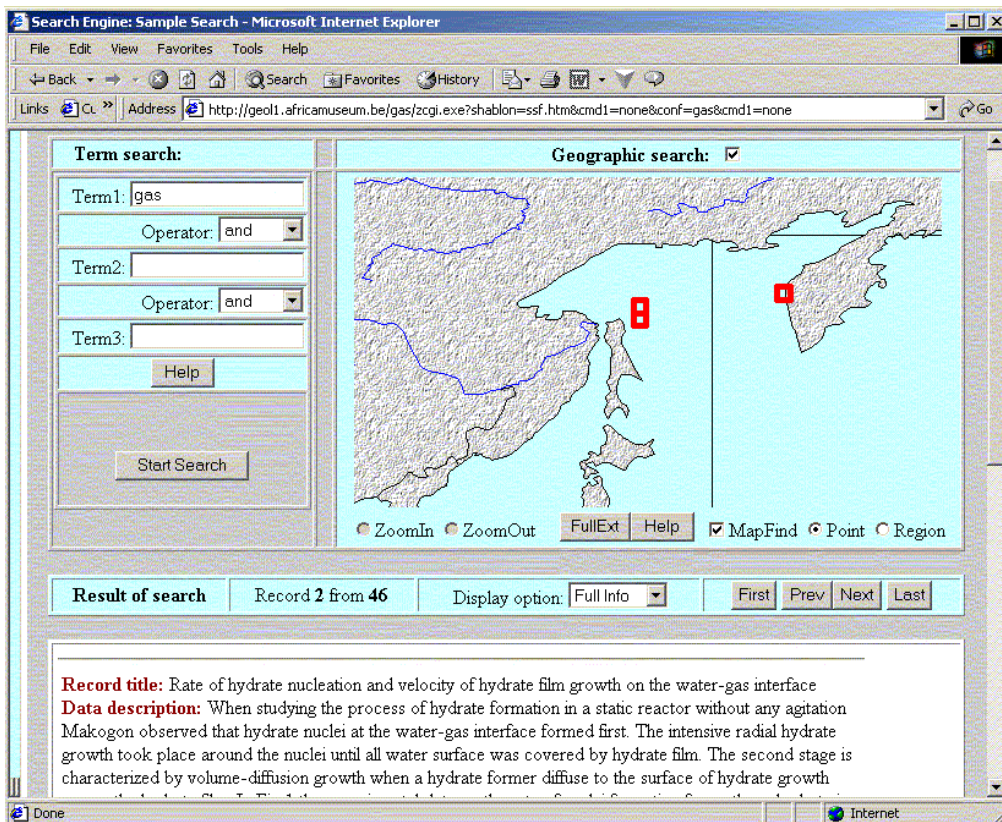 Search Engine: Sample Search - Microsoft Internet Explorer
File Edit View Favorites Tools Help
Back Search Favorites History
Links Address http://geol1.africamuseum.be/gas/zcgi.exe?shablon=ssf.htm&cmd1=none&conf=gas&cmd1=none Go
Term search: Geographic search:
Term1: gas
Operator: and
Term2:
Operator: and
Term3:
Help
Start Search
ZoomIn ZoomOut FullExt Help MapFind Point Region
Result of search Record 2 from 46 Display option: Full Info First Prev Next Last
Record title: Rate of hydrate nucleation and velocity of hydrate film growth on the water-gas interface
Data description: When studying the process of hydrate formation in a static reactor without any agitation
Makogon observed that hydrate nuclei at the water-gas interface formed first. The intensive radial hydrate
growth took place around the nuclei until all water surface was covered by hydrate film. The second stage is
characterized by volume-diffusion growth when a hydrate former diffuse to the surface of hydrate growth
Done Internet